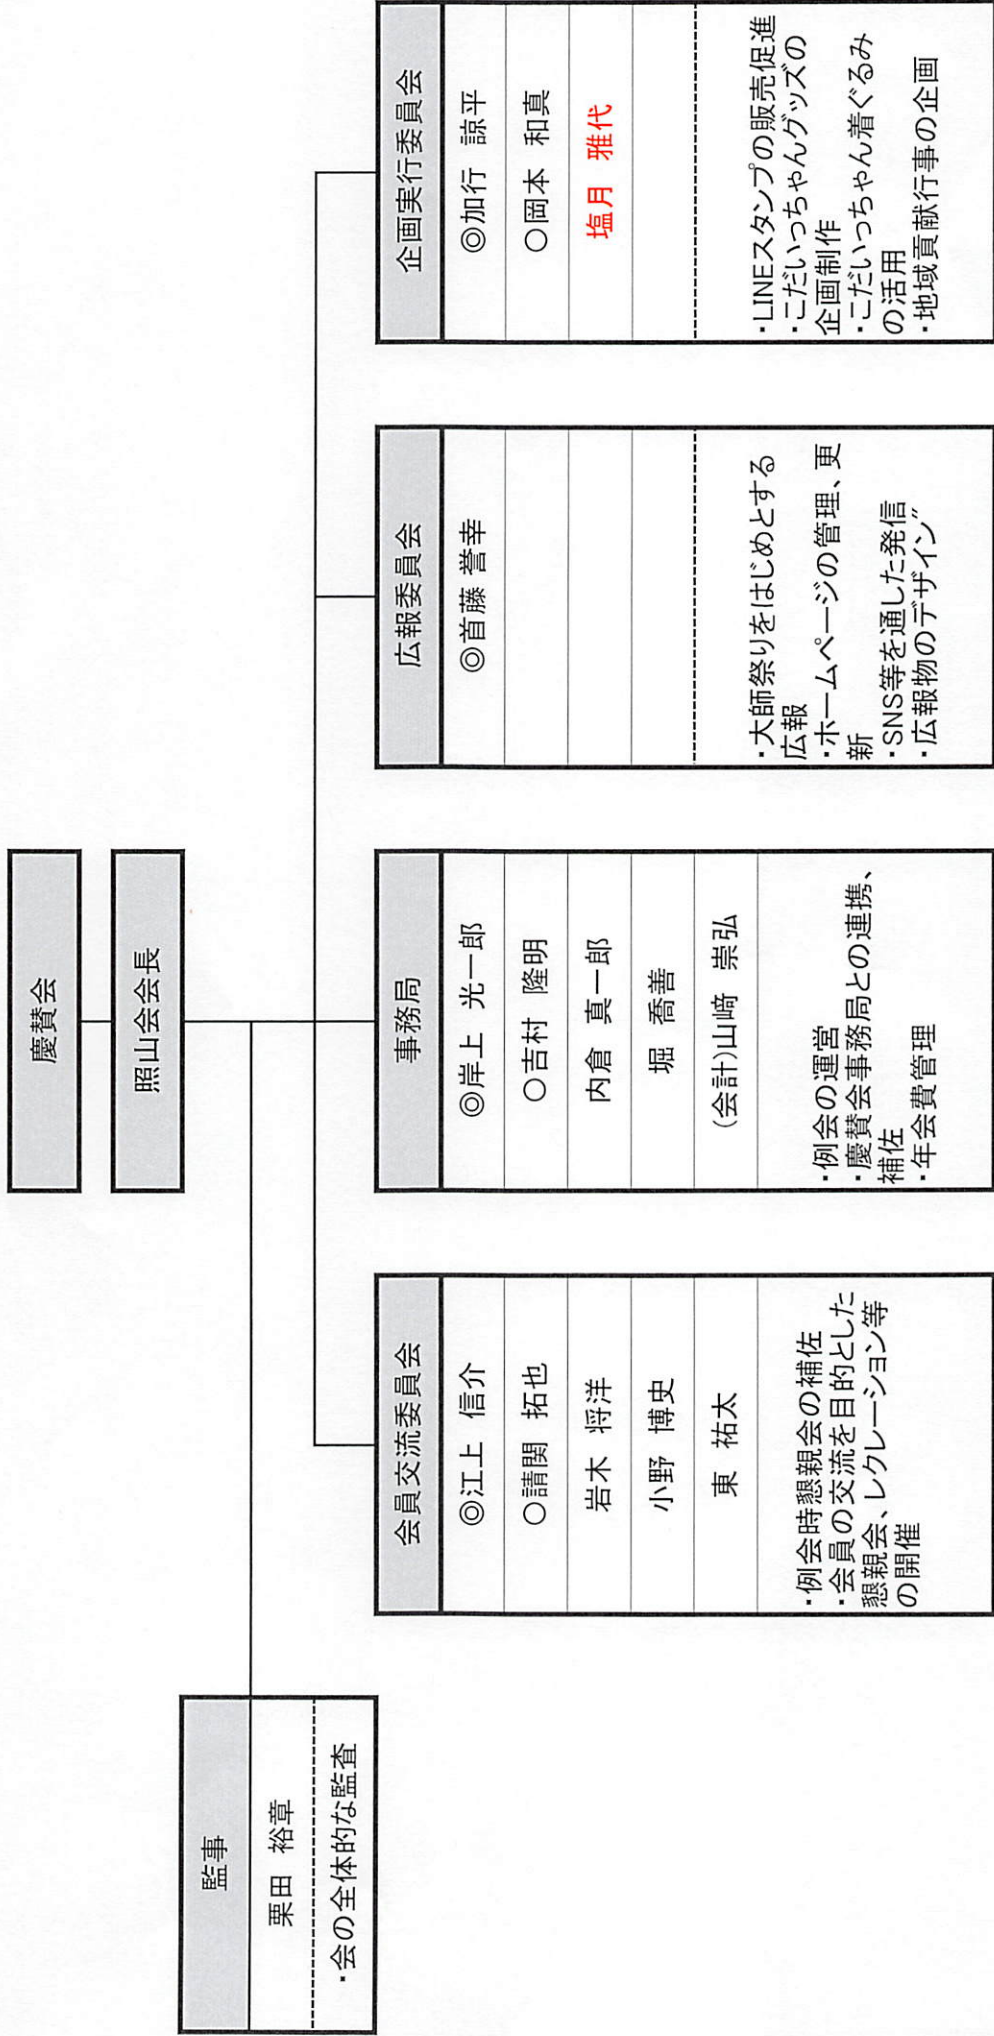 慶賛会
照山会長
監事
栗田 裕章
・会の全体的な監査
会員交流委員会
◎江上 信介
○請関 拓也
岩木 将洋
小野 博史
東 祐太
・例会時懇親会の補佐
・会員の交流を目的とした
懇親会、レクレーション等
の開催
事務局
◎岸上 光一郎
○吉村 隆明
内倉 真一郎
堀 喬善
(会計)山﨑 崇弘
・例会の運営
・慶賛会事務局との連携、
補佐
・年会費管理
広報委員会
◎首藤 誉幸
・大師祭りをはじめとする
広報
・ホームページの管理、更
新
・SNS等を通した発信
・広報物のデザイン”
企画実行委員会
◎加行 諒平
○岡本 和真
塩月 雅代
・LINEスタンプの販売促進
・こだいっちゃんグッズの
企画制作
・こだいっちゃん着ぐるみ
の活用
・地域貢献行事の企画